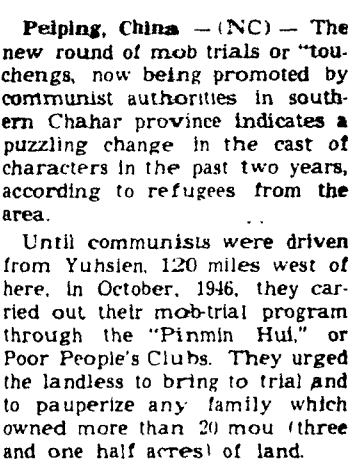 Peiping, China — (NC) — The
new round of mob trials or "tou-
chengs, now being promoted by
communist authorities in south-
ern Chahar province indicates a
puzzling change in the cast of
characters in the past two years,
according to refugees from the
area.
Until communists were driven
from Yuhsien, 120 miles west of
here, in October, 1946, they car-
ried out their mob-trial program
through the "Pinmin Hui," or
Poor People's Clubs. They urged
the landless to bring to trial and
to pauperize any family which
owned more than 20 mou (three
and one half acres) of land.